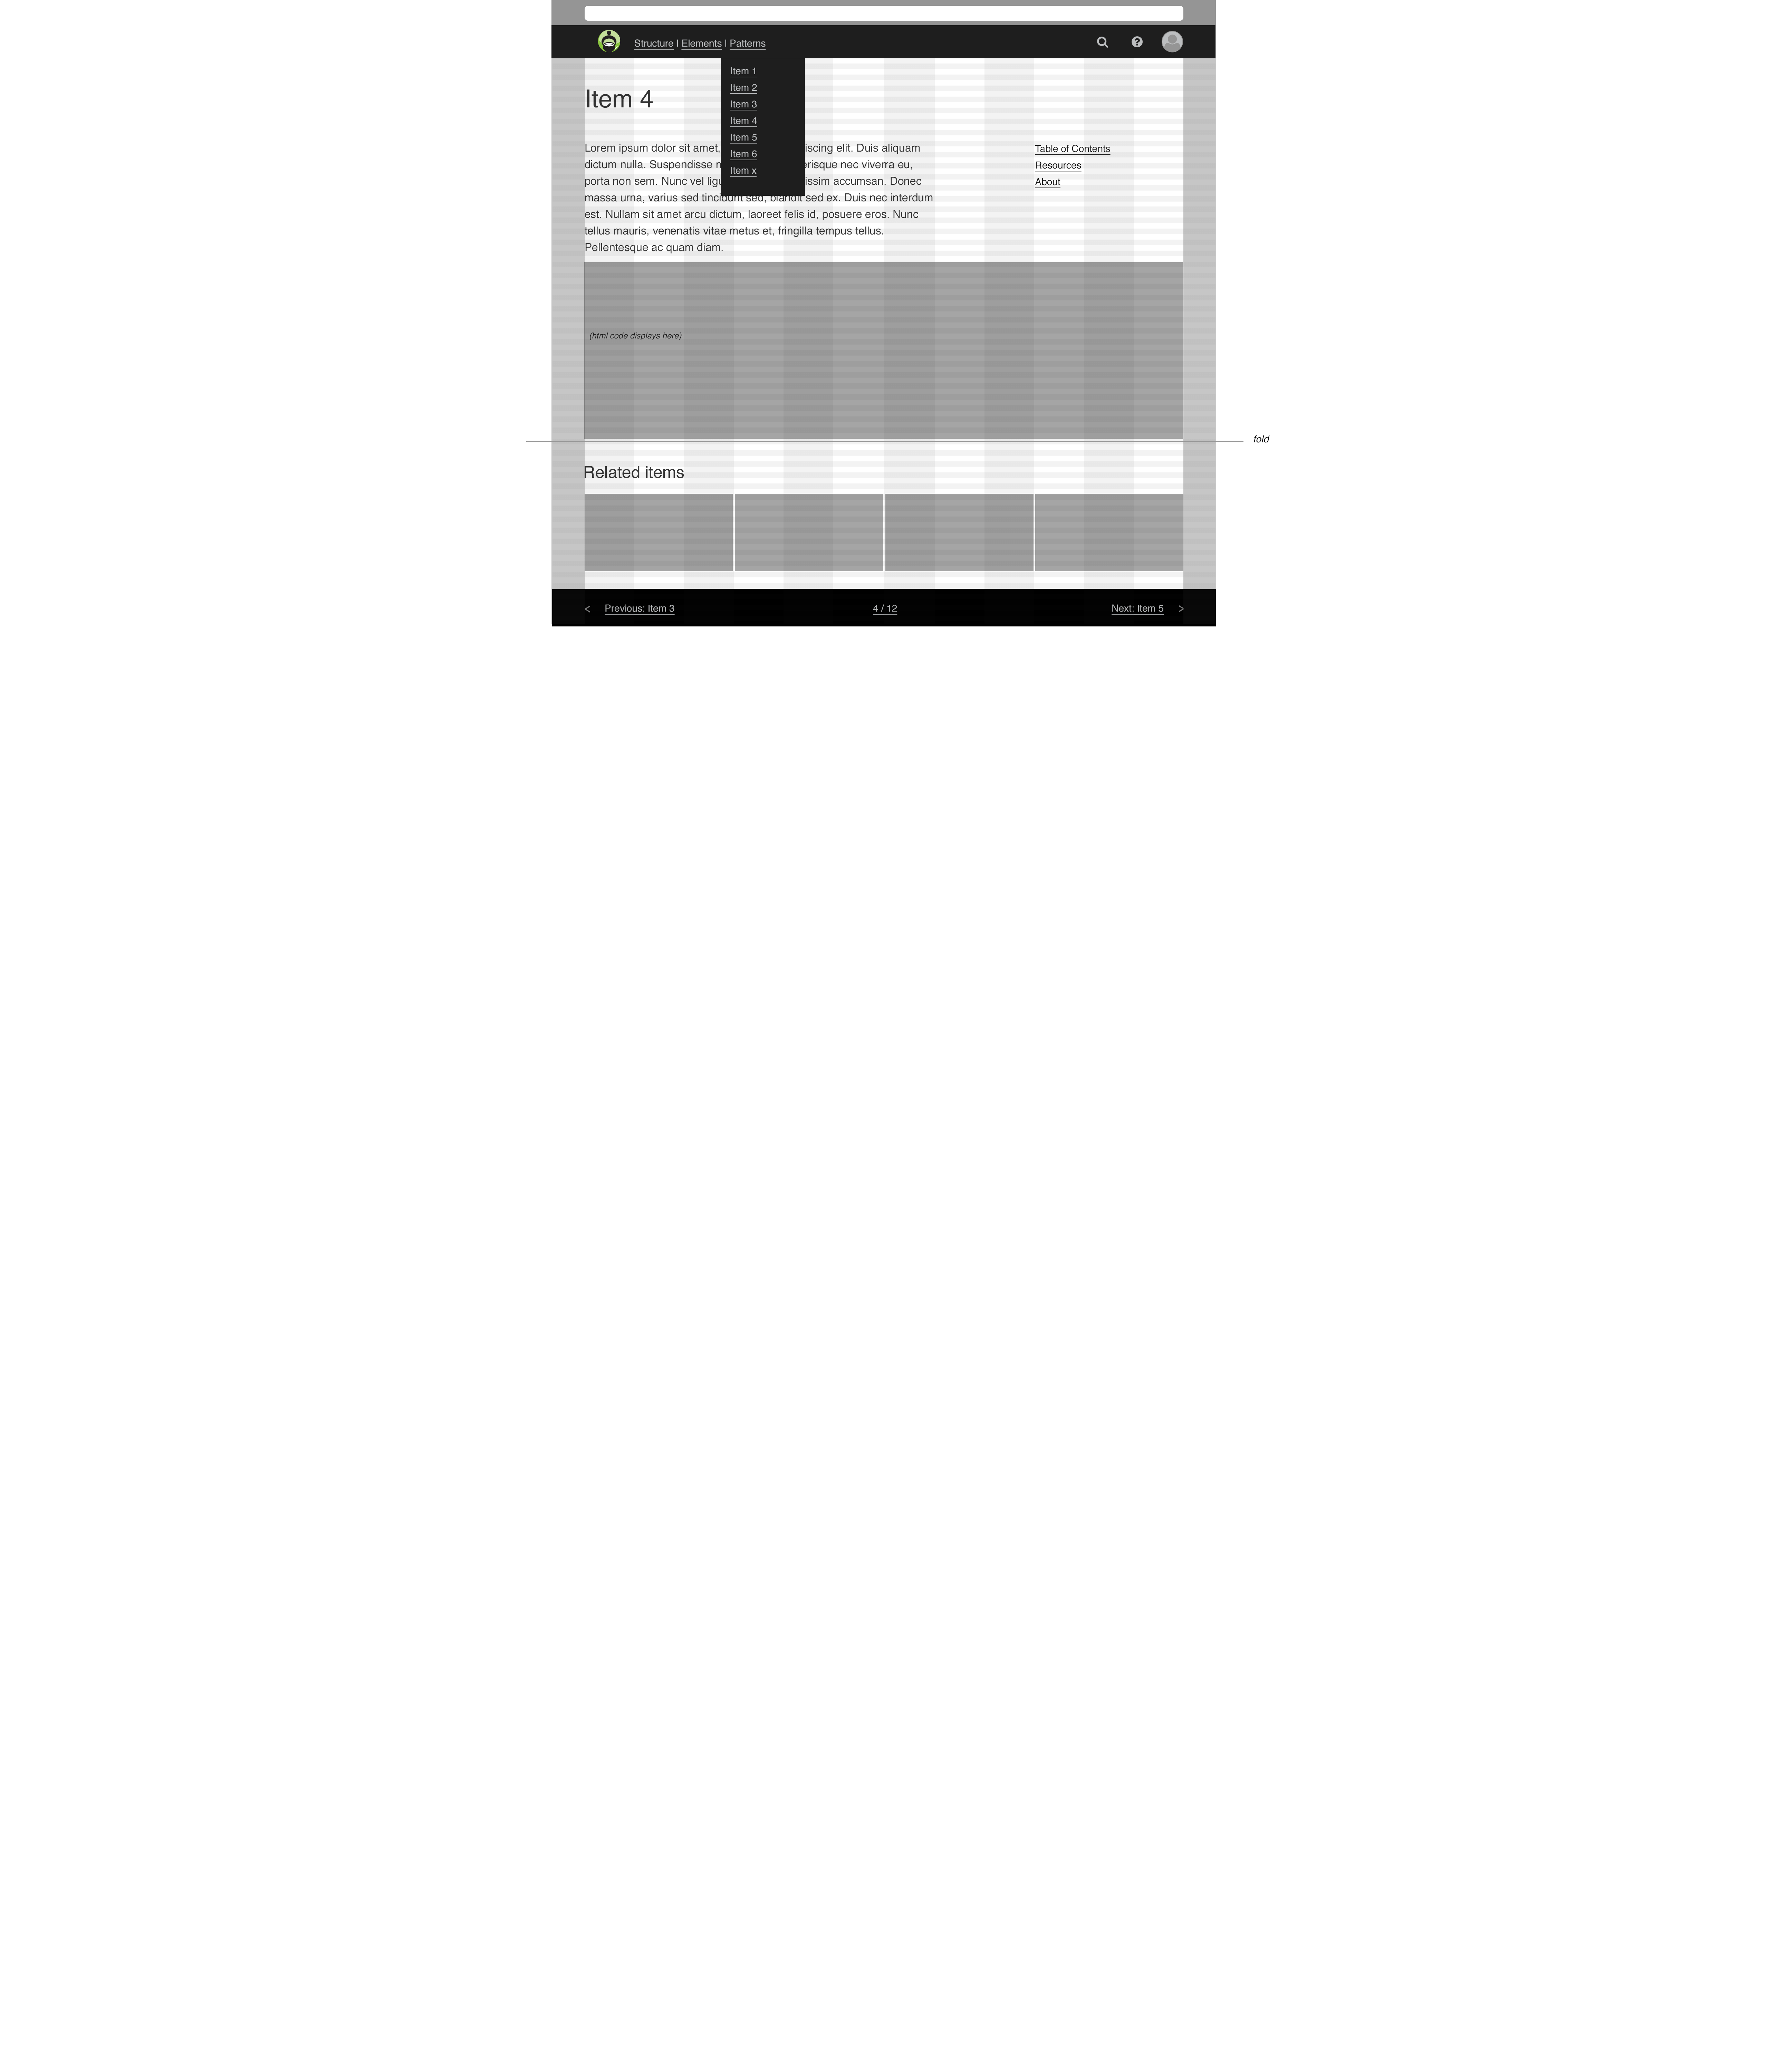 Structure | Elements | Patterns
Item 1
Item 2
Item 3
Item 4
Item 5
Item 6
Item x
Item 4
Lorem ipsum dolor sit amet, iscing elit. Duis aliquam
dictum nulla. Suspendisse erisque nec viverra eu,
porta non sem. Nunc vel ligu issim accumsan. Donec
massa urna, varius sed tincidunt sed, blandit sed ex. Duis nec interdum
est. Nullam sit amet arcu dictum, laoreet felis id, posuere eros. Nunc
tellus mauris, venenatis vitae metus et, fringilla tempus tellus.
Pellentesque ac quam diam.
Table of Contents
Resources
About
(html code displays here)
fold
Related items
< Previous: Item 3
4 / 12
Next: Item 5 >